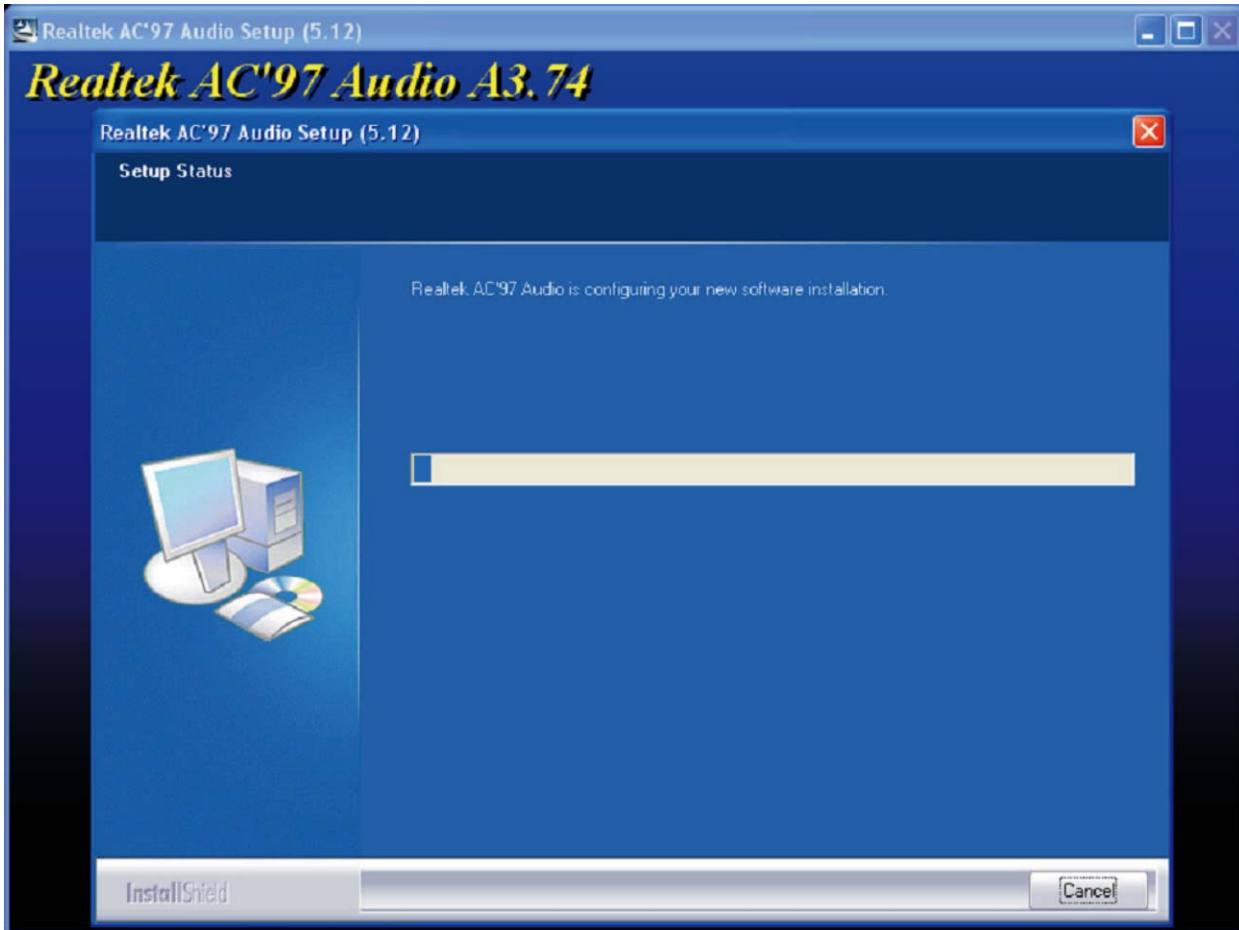 Realtek AC'97 Audio Setup (5.12)
Realtek AC'97 Audio A3.74
Realtek AC'97 Audio Setup (5.12)
Setup Status
Realtek AC'97 Audio is configuring your new software installation.
InstallShield
Cancel